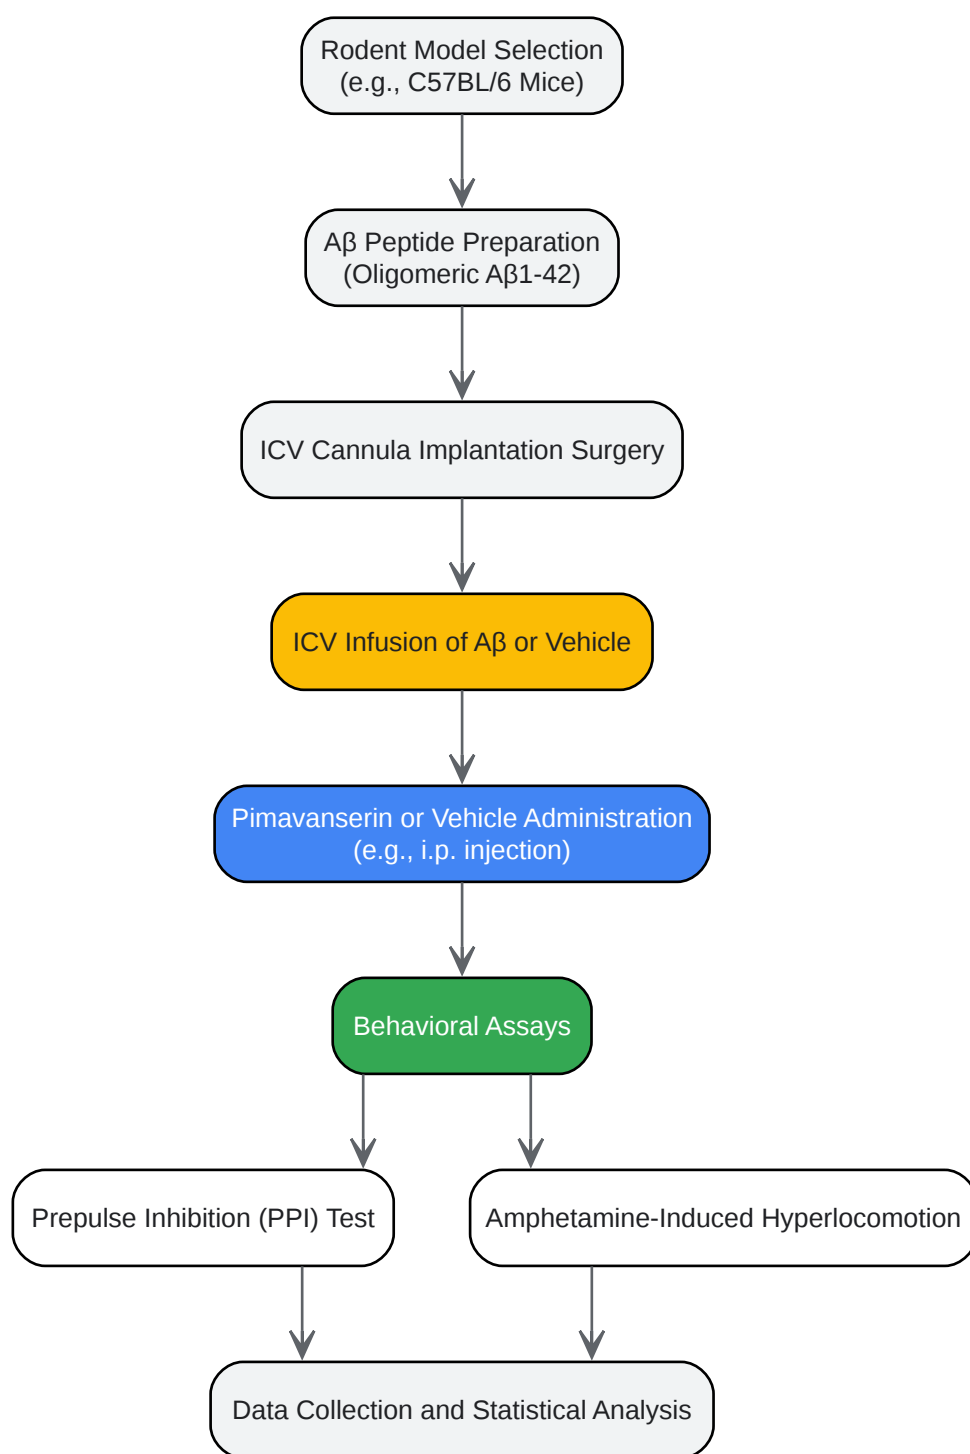 Rodent Model Selection
(e.g., C57BL/6 Mice)
Aβ Peptide Preparation
(Oligomeric Aβ1-42)
ICV Cannula Implantation Surgery
ICV Infusion of Aβ or Vehicle
Pimavanserin or Vehicle Administration
(e.g., i.p. injection)
Behavioral Assays
Prepulse Inhibition (PPI) Test
Amphetamine-Induced Hyperlocomotion
Data Collection and Statistical Analysis